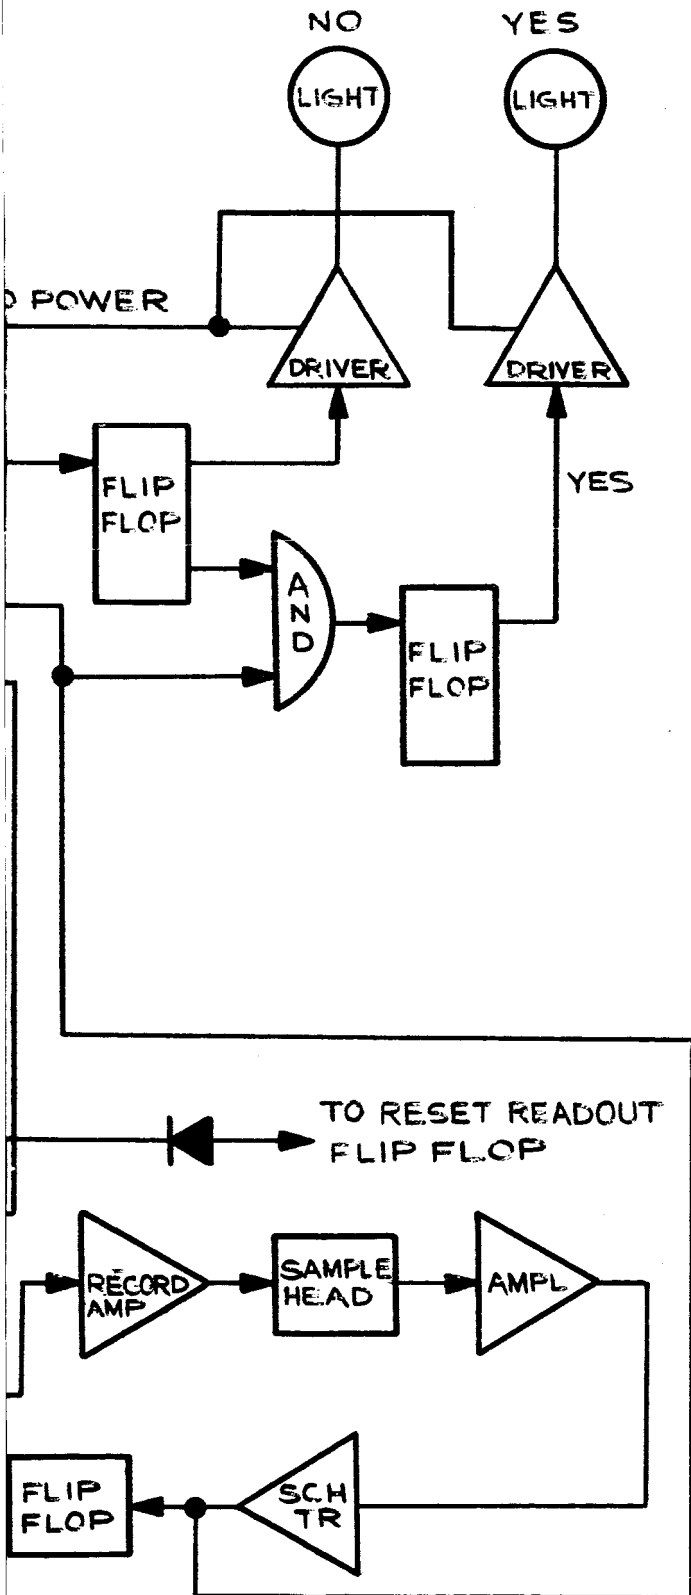 NO
YES
LIGHT
LIGHT
POWER
DRIVER
DRIVER
FLIP
FLOP
YES
AND
FLIP
FLOP
TO RESET READOUT
FLIP FLOP
RECORD
AMP
SAMPLE
HEAD
AMPL
FLIP
FLOP
SCH
TR